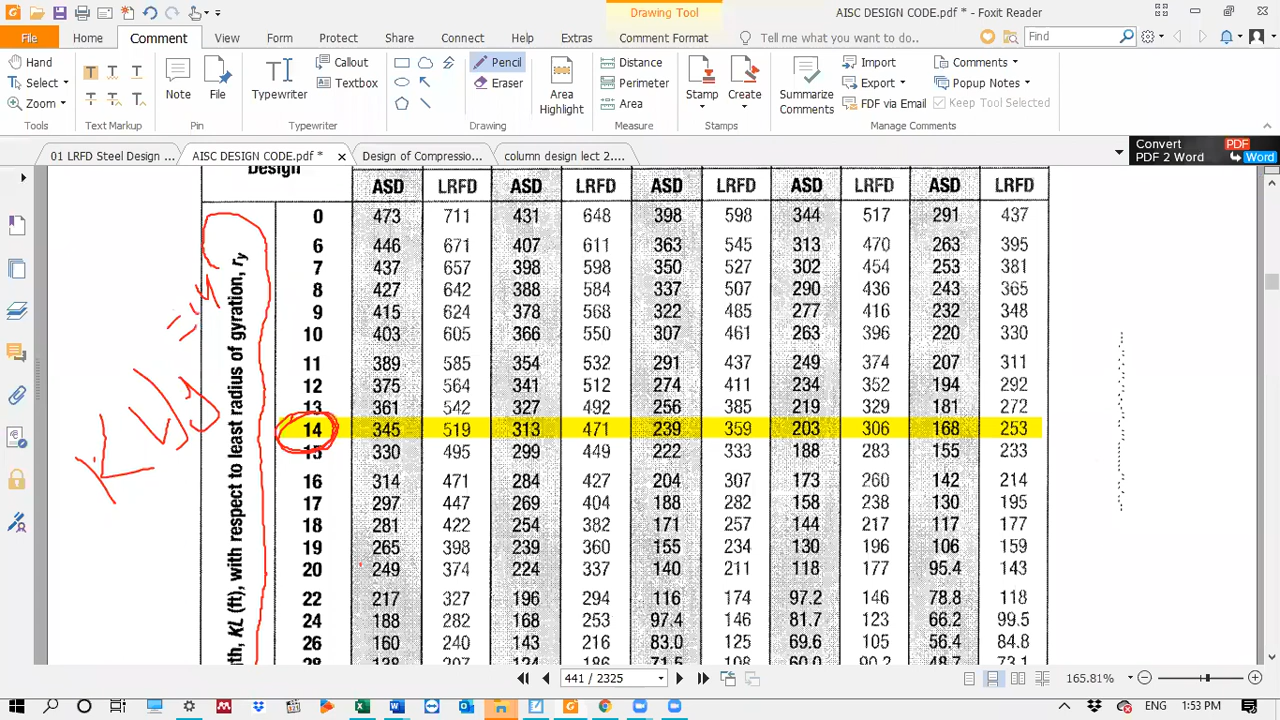 AISC DESIGN CODE.pdf * - Foxit Reader
Drawing Tool
File Home Comment View Form Protect Share Connect Help Extras Comment Format Tell me what you want to do.. Find
Hand
Select
Zoom
Tools
Text Markup
Note
File
Pin
Typewriter
Callout
Textbox
Typewriter
Pencil
Eraser
Drawing
Area Highlight
Distance
Perimeter
Area
Measure
Stamp
Create
Stamps
Summarize Comments
Import
Export
FDF via Email
Comments
Popup Notes
Keep Tool Selected
Manage Comments
01 LRFD Steel Design ...
AISC DESIGN CODE.pdf *
Design of Compressio...
column design lect 2....
Convert PDF
PDF 2 Word Word
Design
ASD LRFD ASD LRFD ASD LRFD ASD LRFD ASD LRFD
0 473 711 431 648 398 598 344 517 291 437
6 446 671 407 611 363 545 313 470 263 395
7 437 657 398 598 350 527 302 454 253 381
8 427 642 388 584 337 507 290 436 243 365
9 415 624 378 568 322 485 277 416 232 348
10 403 605 366 550 307 461 263 396 220 330
11 389 585 354 532 291 437 249 374 207 311
12 375 564 341 512 274 411 234 352 194 292
13 361 542 327 492 256 385 219 329 181 272
14 345 519 313 471 239 359 203 306 168 253
15 330 495 299 449 222 333 188 283 155 233
16 314 471 284 427 204 307 173 260 142 214
17 297 447 269 404 188 282 158 238 130 195
18 281 422 254 382 171 257 144 217 117 177
19 265 398 239 360 155 234 130 196 106 159
20 249 374 224 337 140 211 118 177 95.4 143
22 217 327 196 294 116 174 97.2 146 78.8 118
24 188 282 168 253 97.4 146 81.7 123 66.2 99.5
26 160 240 143 216 83.0 125 69.6 105 56.4 84.8
28 138 207 124 186 71.5 108 60.0 90.2 48.7 73.1
KL (ft), with respect to least radius of gyration, ry
K
441 / 2325
165.81%
ENG 1:53 PM